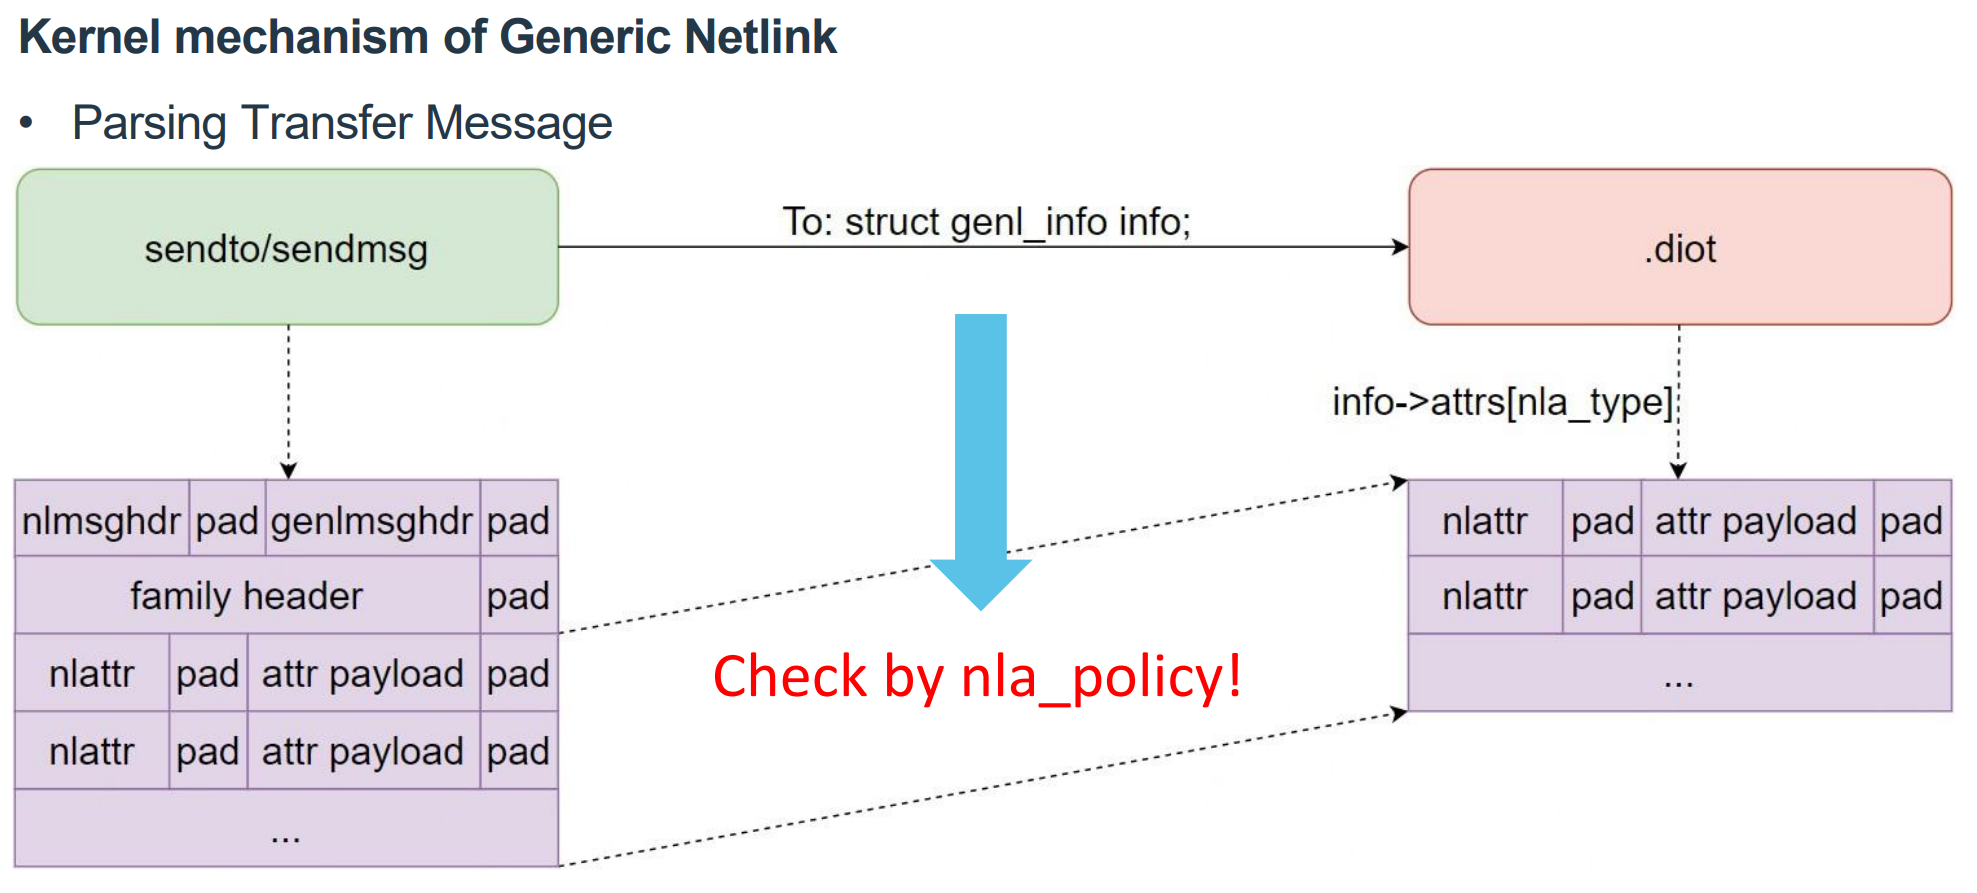 Kernel mechanism of Generic Netlink
• Parsing Transfer Message
sendto/sendmsg
To: struct genl_info info;
.diot
info->attrs[nla_type]
nlmsghdr pad genlmsghdr pad
family header pad
nlattr pad attr payload pad
nlattr pad attr payload pad
...
Check by nla_policy!
nlattr pad attr payload pad
nlattr pad attr payload pad
...